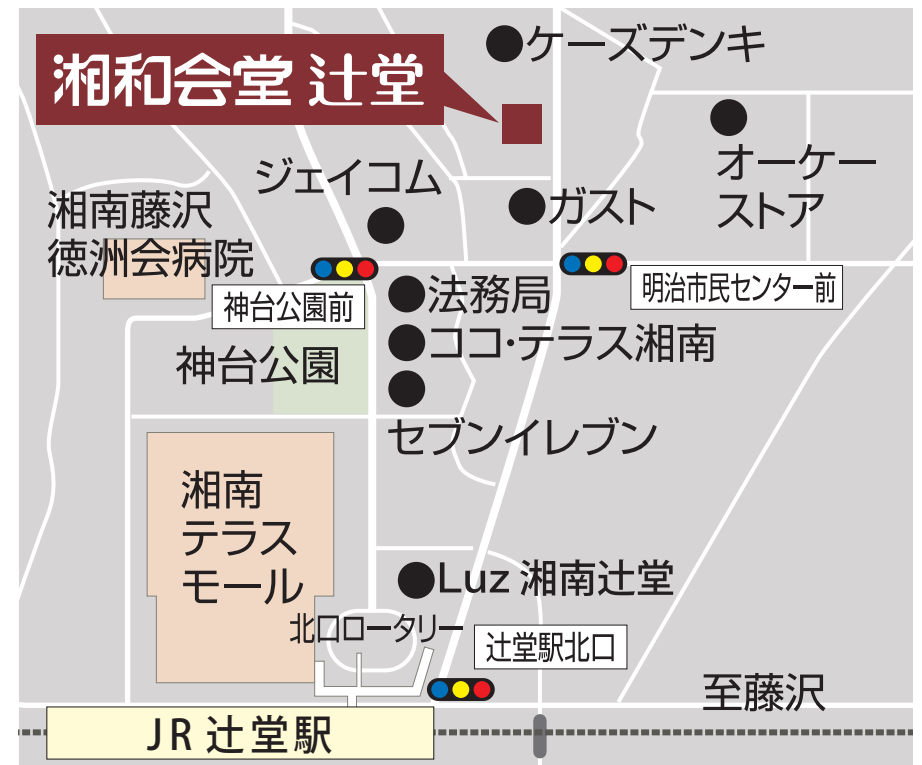 ケーズデンキ
湘和会堂 辻堂
オーケー
ストア
ジェイコム
ガスト
湘南藤沢
徳洲会病院
神台公園前
明治市民センター前
法務局
ココ・テラス湘南
神台公園
セブンイレブン
湘南
テラス
モール
Luz 湘南辻堂
北口ロータリー
辻堂駅北口
至藤沢
JR 辻堂駅